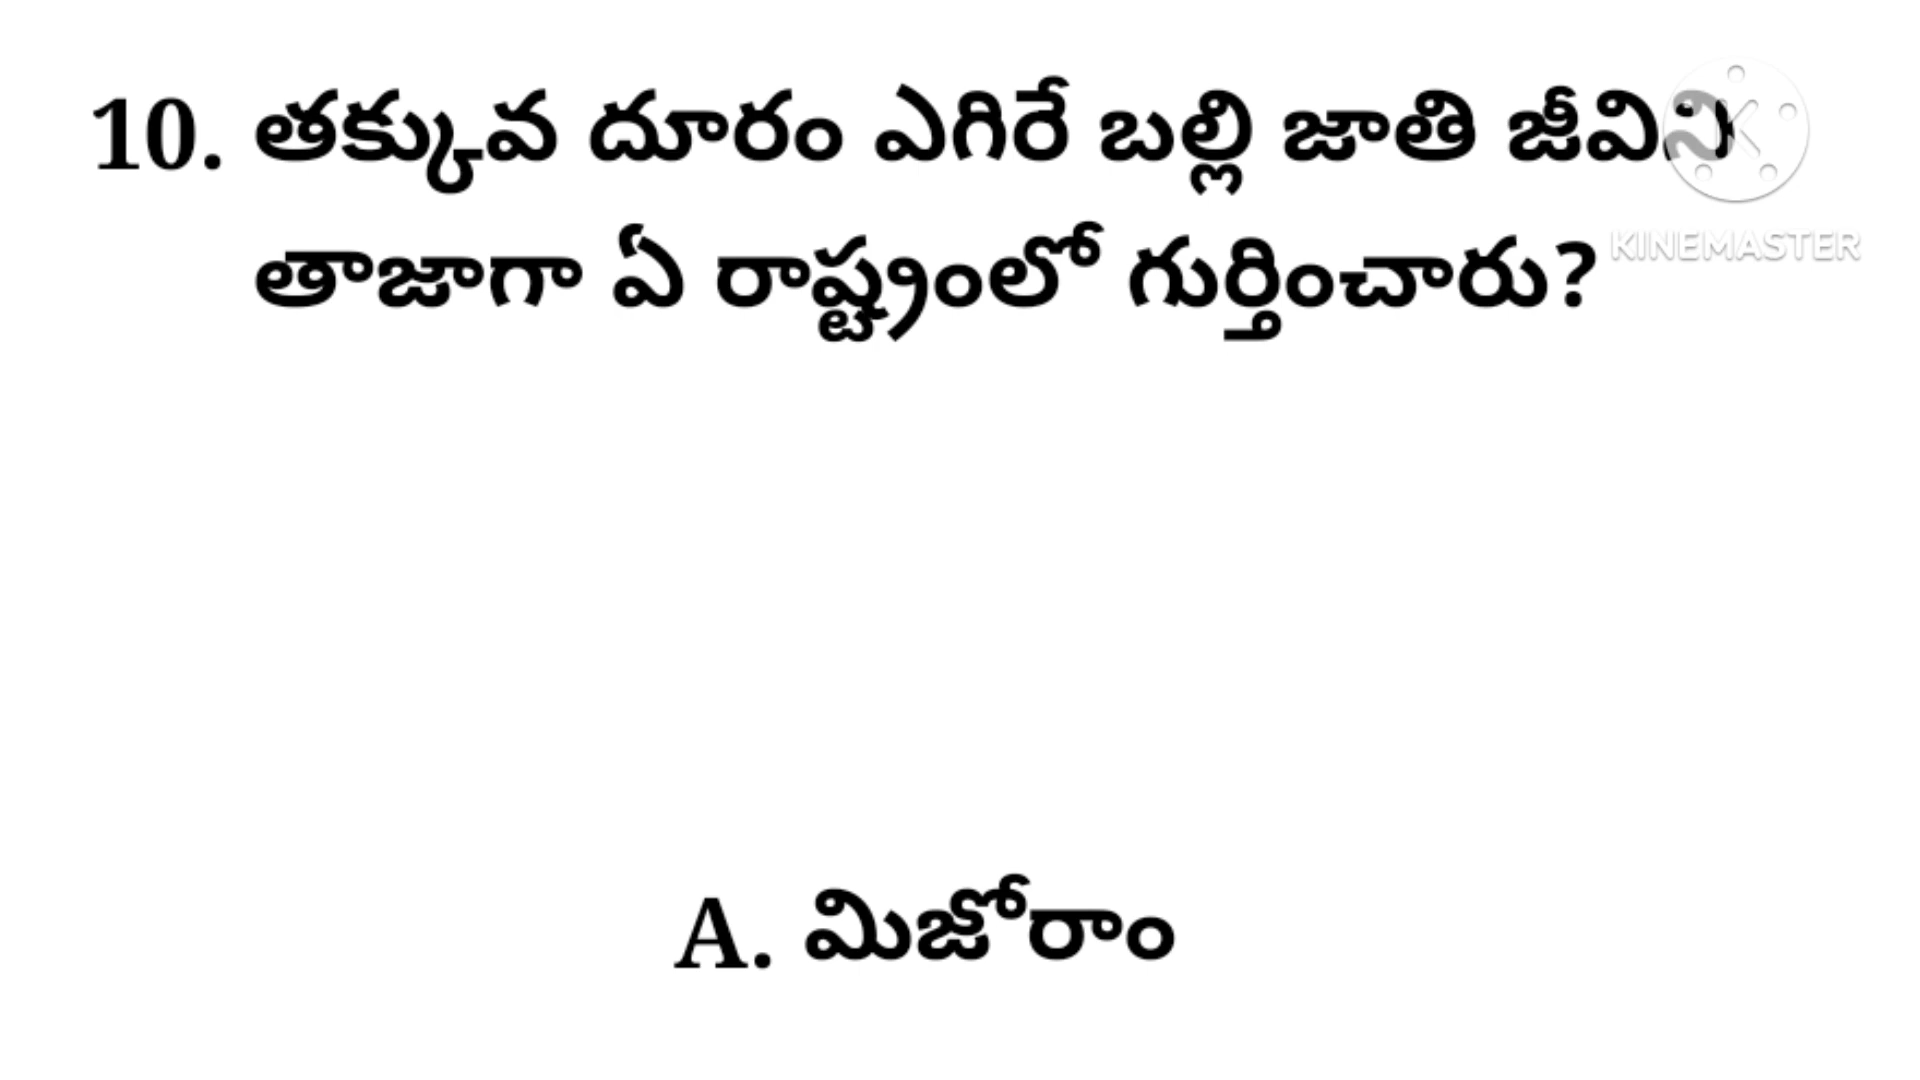 10. తక్కువ దూరం ఎగిరే బల్లి జాతి జీవిని
తాజాగా ఏ రాష్ట్రంలో గుర్తించారు?
KINEMASTER
A. మిజోరాం